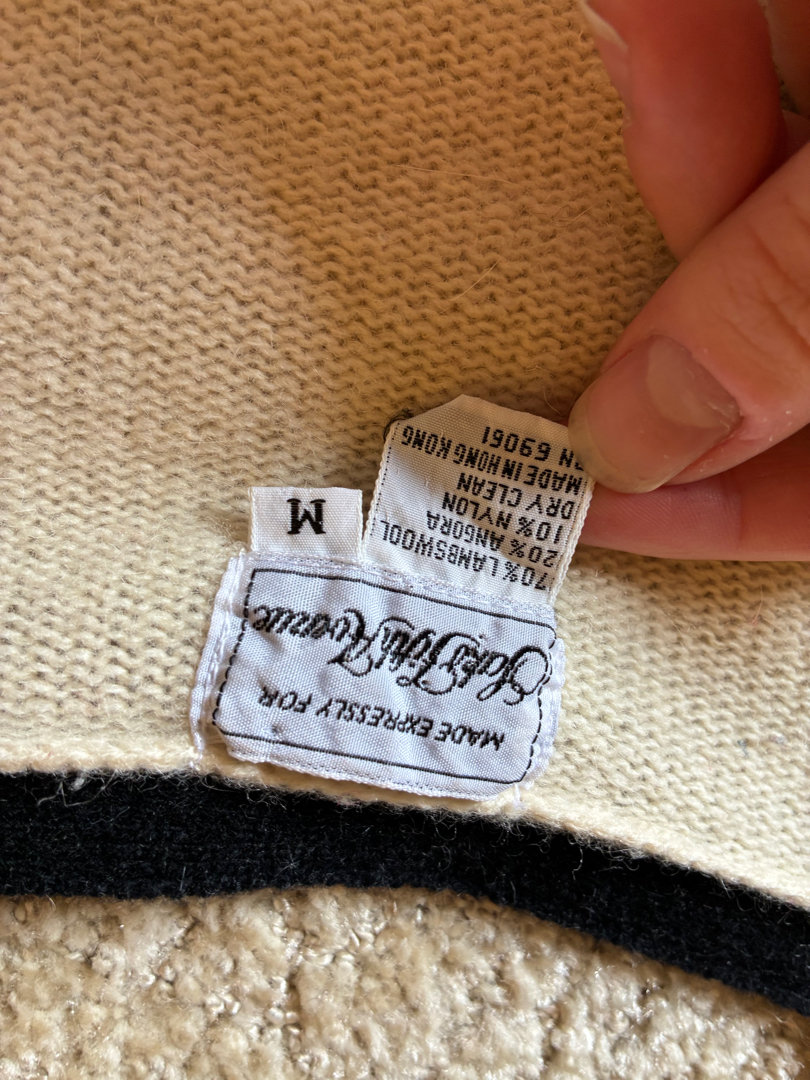 MADE EXPRESSLY FOR
Saks Fifth Avenue
M
70% LAMBSWOOL
20% ANGORA
10% NYLON
DRY CLEAN
MADE IN HONG KONG
RN 69061